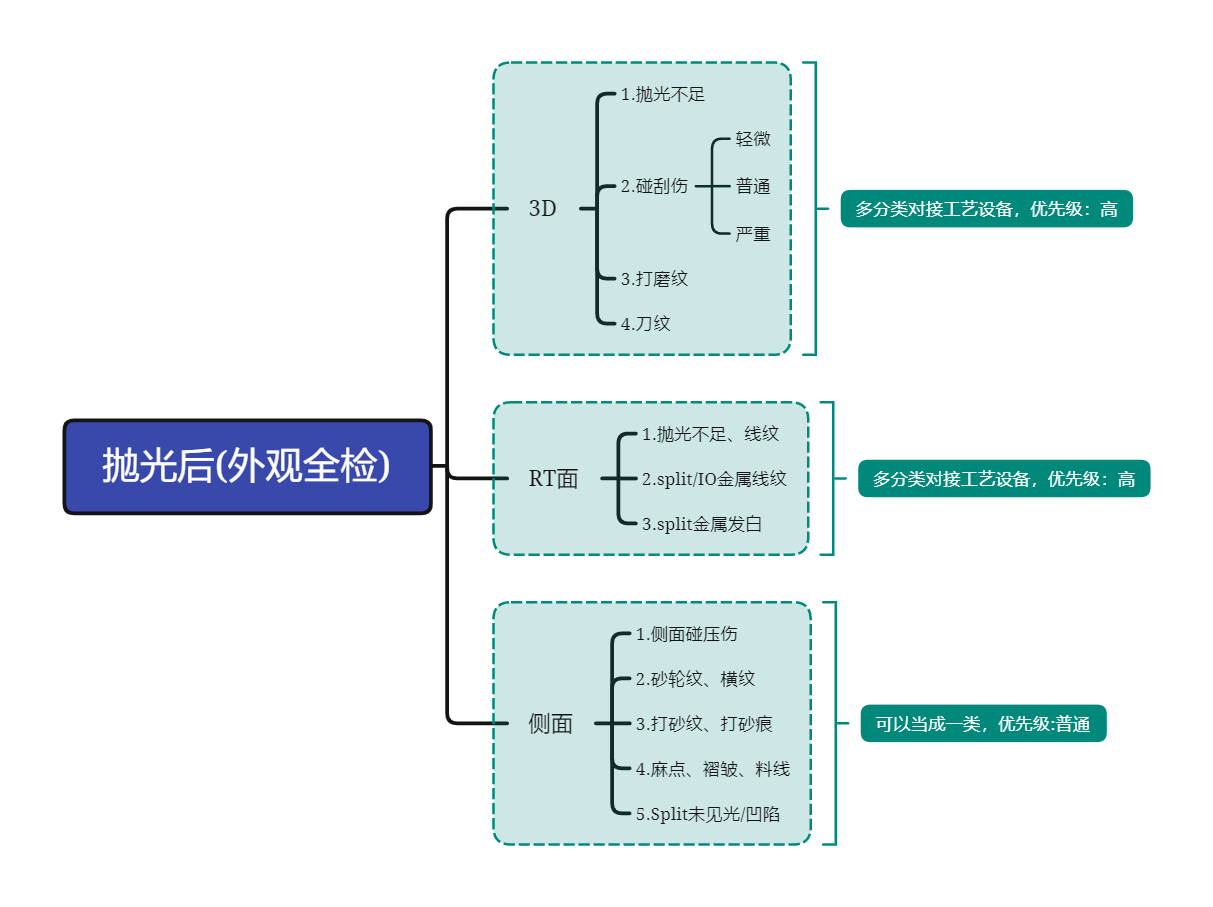 抛光后(外观全检)
3D
1.抛光不足
2.碰刮伤
轻微
普通
严重
3.打磨纹
4.刀纹
多分类对接工艺设备，优先级：高
RT面
1.抛光不足、线纹
2.split/IO金属线纹
3.split金属发白
多分类对接工艺设备，优先级：高
侧面
1.侧面碰压伤
2.砂轮纹、横纹
3.打砂纹、打砂痕
4.麻点、褶皱、料线
5.Split未见光/凹陷
可以当成一类，优先级:普通